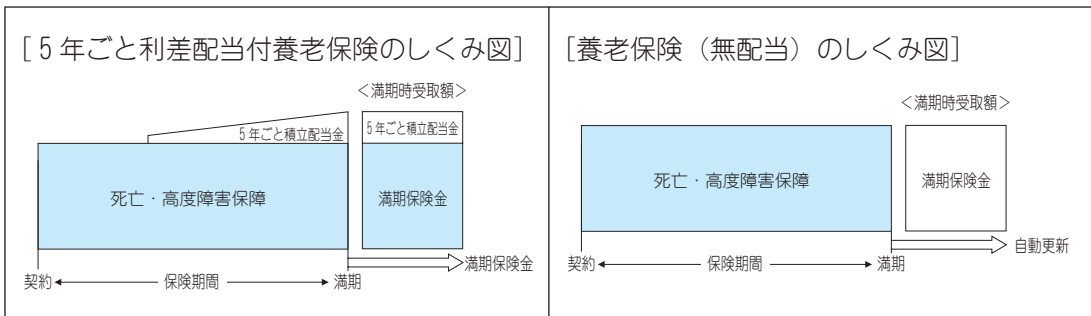 [5年ごと利差配当付養老保険のしくみ図]
<満期時受取額>
5年ごと積立配当金
5年ごと積立配当金
死亡・高度障害保障
満期保険金
満期保険金
契約
保険期間
満期
[養老保険(無配当)のしくみ図]
<満期時受取額>
死亡・高度障害保障
満期保険金
自動更新
契約
保険期間
満期